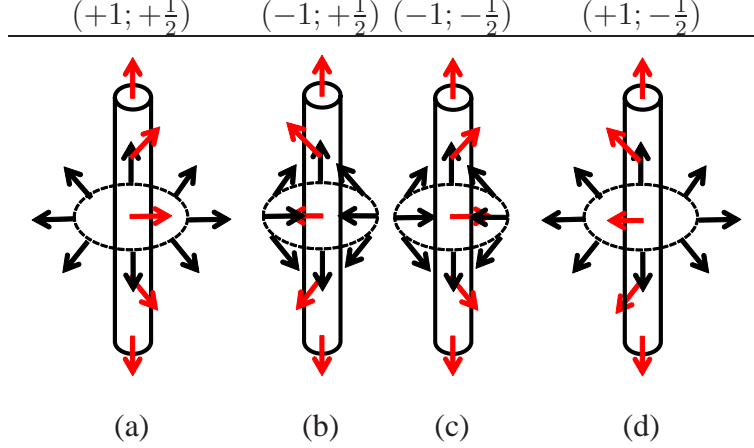 (+1; +1/2) (−1; +1/2) (−1; −1/2) (+1; −1/2)
(a) (b) (c) (d)